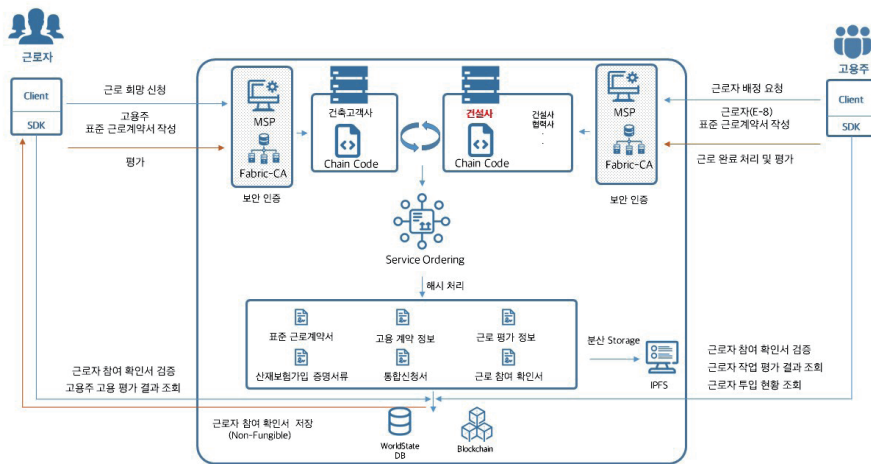 근로자
Client
SDK
근로 희망 신청
고용주
표준 근로계약서 작성
평가
MSP
Fabric-CA
보안 인증
건축고객사
Chain Code
건설사
Chain Code
건설사
협력사
.
.
MSP
Fabric-CA
보안 인증
고용주
Client
SDK
근로자 배정 요청
근로자(E-8)
표준 근로계약서 작성
근로 완료 처리 및 평가
Service Ordering
해시 처리
표준 근로계약서
고용 계약 정보
근로 평가 정보
산재보험가입 증명서류
통합신청서
근로 참여 확인서
분산 Storage
IPFS
근로자 참여 확인서 검증
고용주 고용 평가 결과 조회
근로자 참여 확인서 검증
근로자 작업 평가 결과 조회
근로자 투입 현황 조회
근로자 참여 확인서 저장
(Non-Fungible)
WorldState
DB
Blockchain